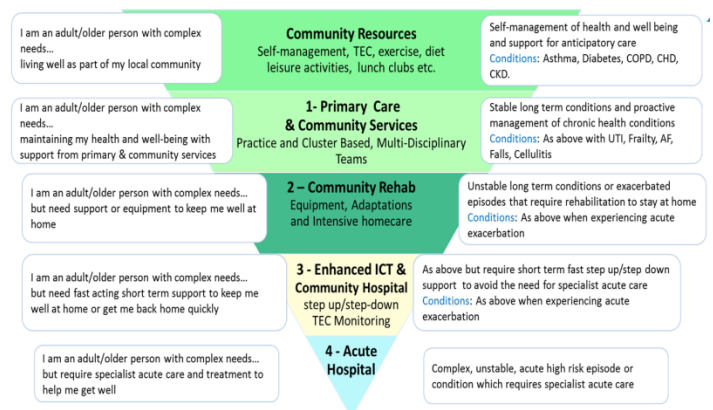 I am an adult/older person with complex
needs...
living well as part of my local community
Community Resources
Self-management, TEC, exercise, diet
leisure activities, lunch clubs etc.
Self-management of health and well being
and support for anticipatory care
Conditions: Asthma, Diabetes, COPD, CHD,
CKD.
I am an adult/older person with complex
needs...
maintaining my health and well-being with
support from primary & community services
1- Primary Care
& Community Services
Practice and Cluster Based, Multi-Disciplinary
Teams
Stable long term conditions and proactive
management of chronic health conditions
Conditions: As above with UTI, Frailty, AF,
Falls, Cellulitis
I am an adult/older person with complex needs...
but need support or equipment to keep me well at
home
2 – Community Rehab
Equipment, Adaptations
and Intensive homecare
Unstable long term conditions or exacerbated
episodes that require rehabilitation to stay at home
Conditions: As above when experiencing acute
exacerbation
I am an adult/older person with complex needs...
but need fast acting short term support to keep me
well at home or get me back home quickly
3 - Enhanced ICT &
Community Hospital
step up/step-down
TEC Monitoring
As above but require short term fast step up/step down
support to avoid the need for specialist acute care
Conditions: As above when experiencing acute
exacerbation
I am an adult/older person with complex needs...
but require specialist acute care and treatment to
help me get well
4 - Acute
Hospital
Complex, unstable, acute high risk episode or
condition which requires specialist acute care